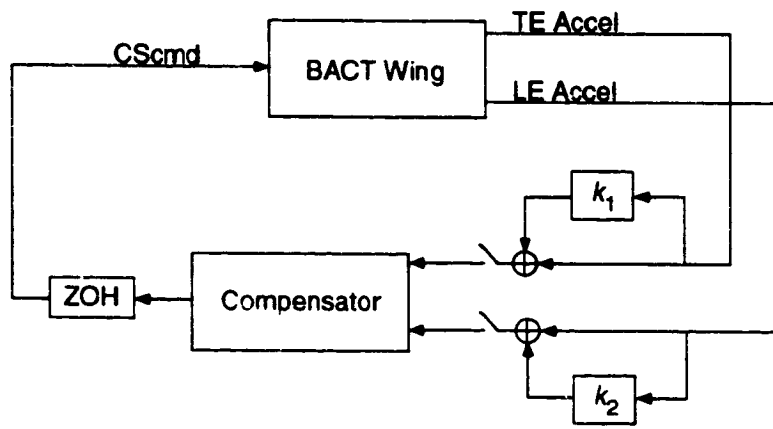 TE Accel
CScmd
BACT Wing
LE Accel
k1
ZOH
Compensator
k2